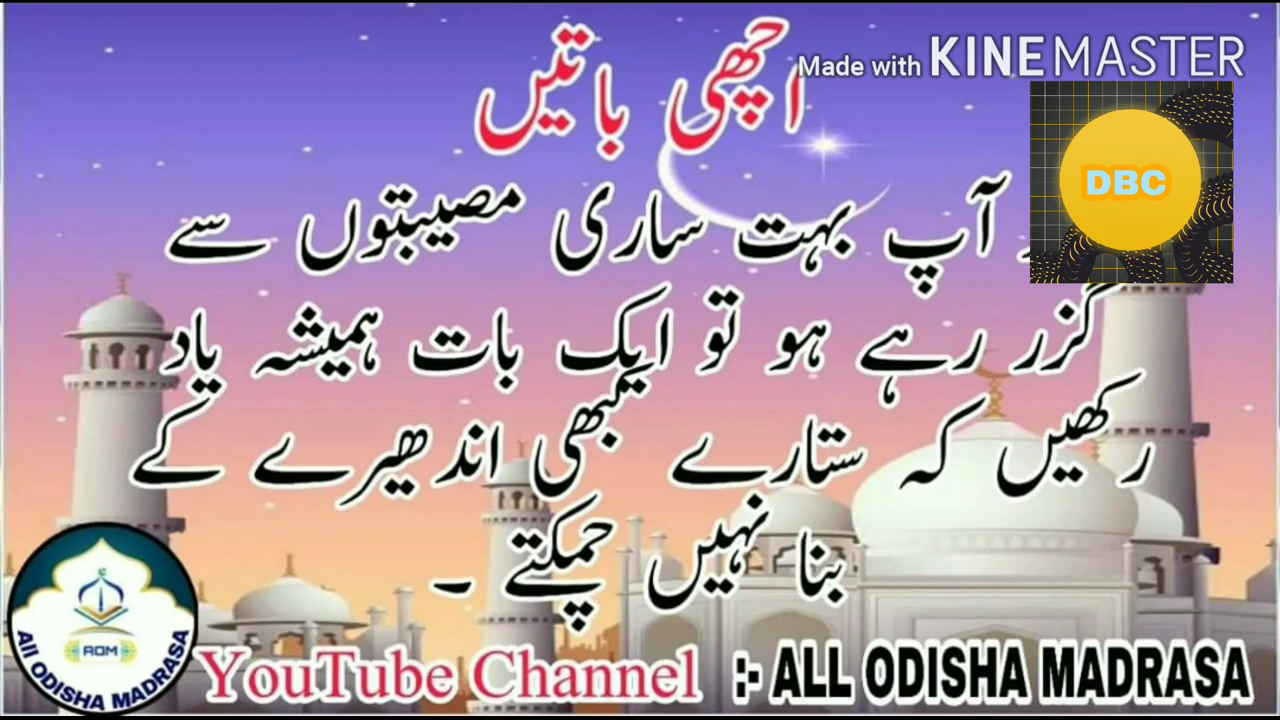 اچھی باتیں
Made with KINEMASTER
DBC
آپ بہت ساری مصیبتوں سے
گزر رہے ہو تو ایک بات ہمیشہ یاد
رکھیں کہ ستارے کبھی اندھیرے کے
بنا نہیں چمکتے ۔
AOM
All ODISHA MADRASA
YouTube Channel :- ALL ODISHA MADRASA